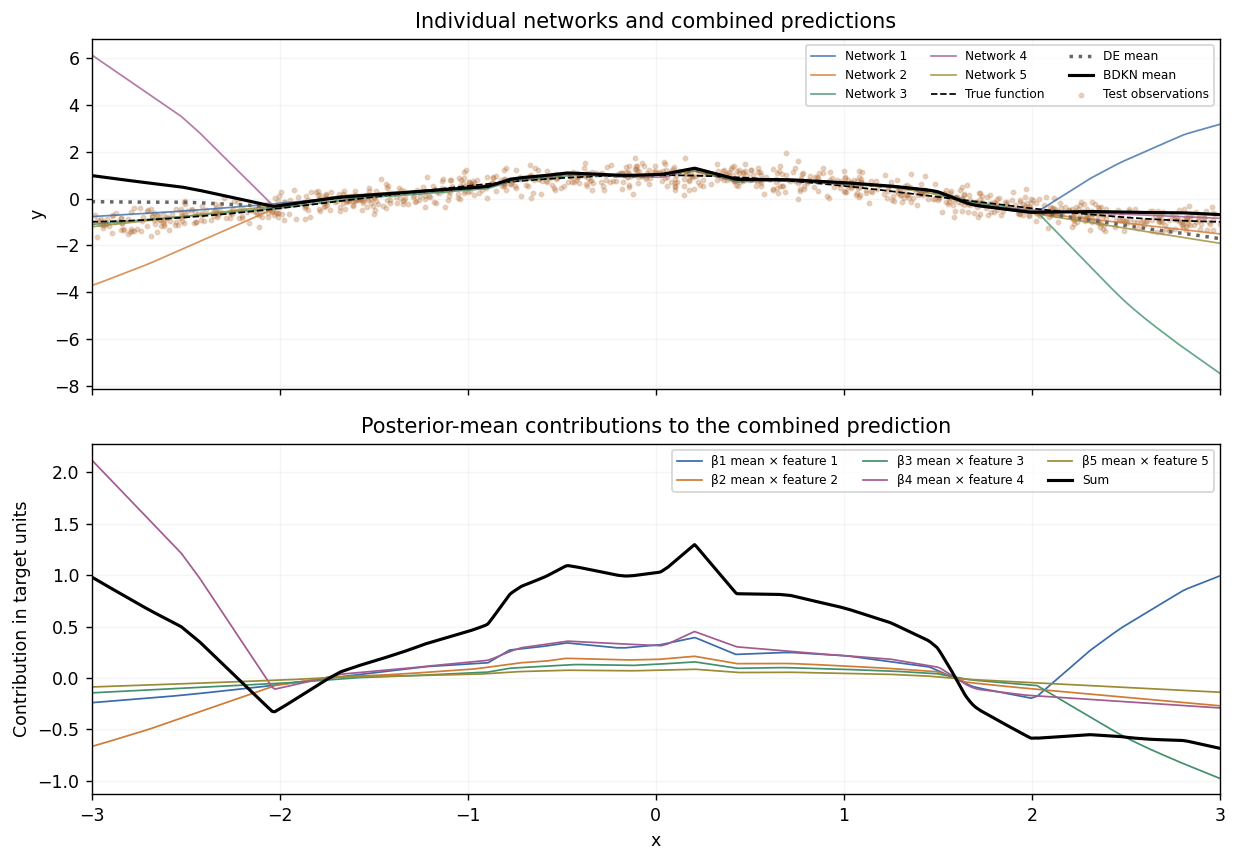 Individual networks and combined predictions
6
4
2
0
−2
−4
−6
−8
y
Network 1
Network 2
Network 3
Network 4
Network 5
True function
DE mean
BDKN mean
Test observations
Posterior-mean contributions to the combined prediction
2.0
1.5
1.0
0.5
0.0
−0.5
−1.0
Contribution in target units
β1 mean × feature 1
β2 mean × feature 2
β3 mean × feature 3
β4 mean × feature 4
β5 mean × feature 5
Sum
−3
−2
−1
0
1
2
3
x